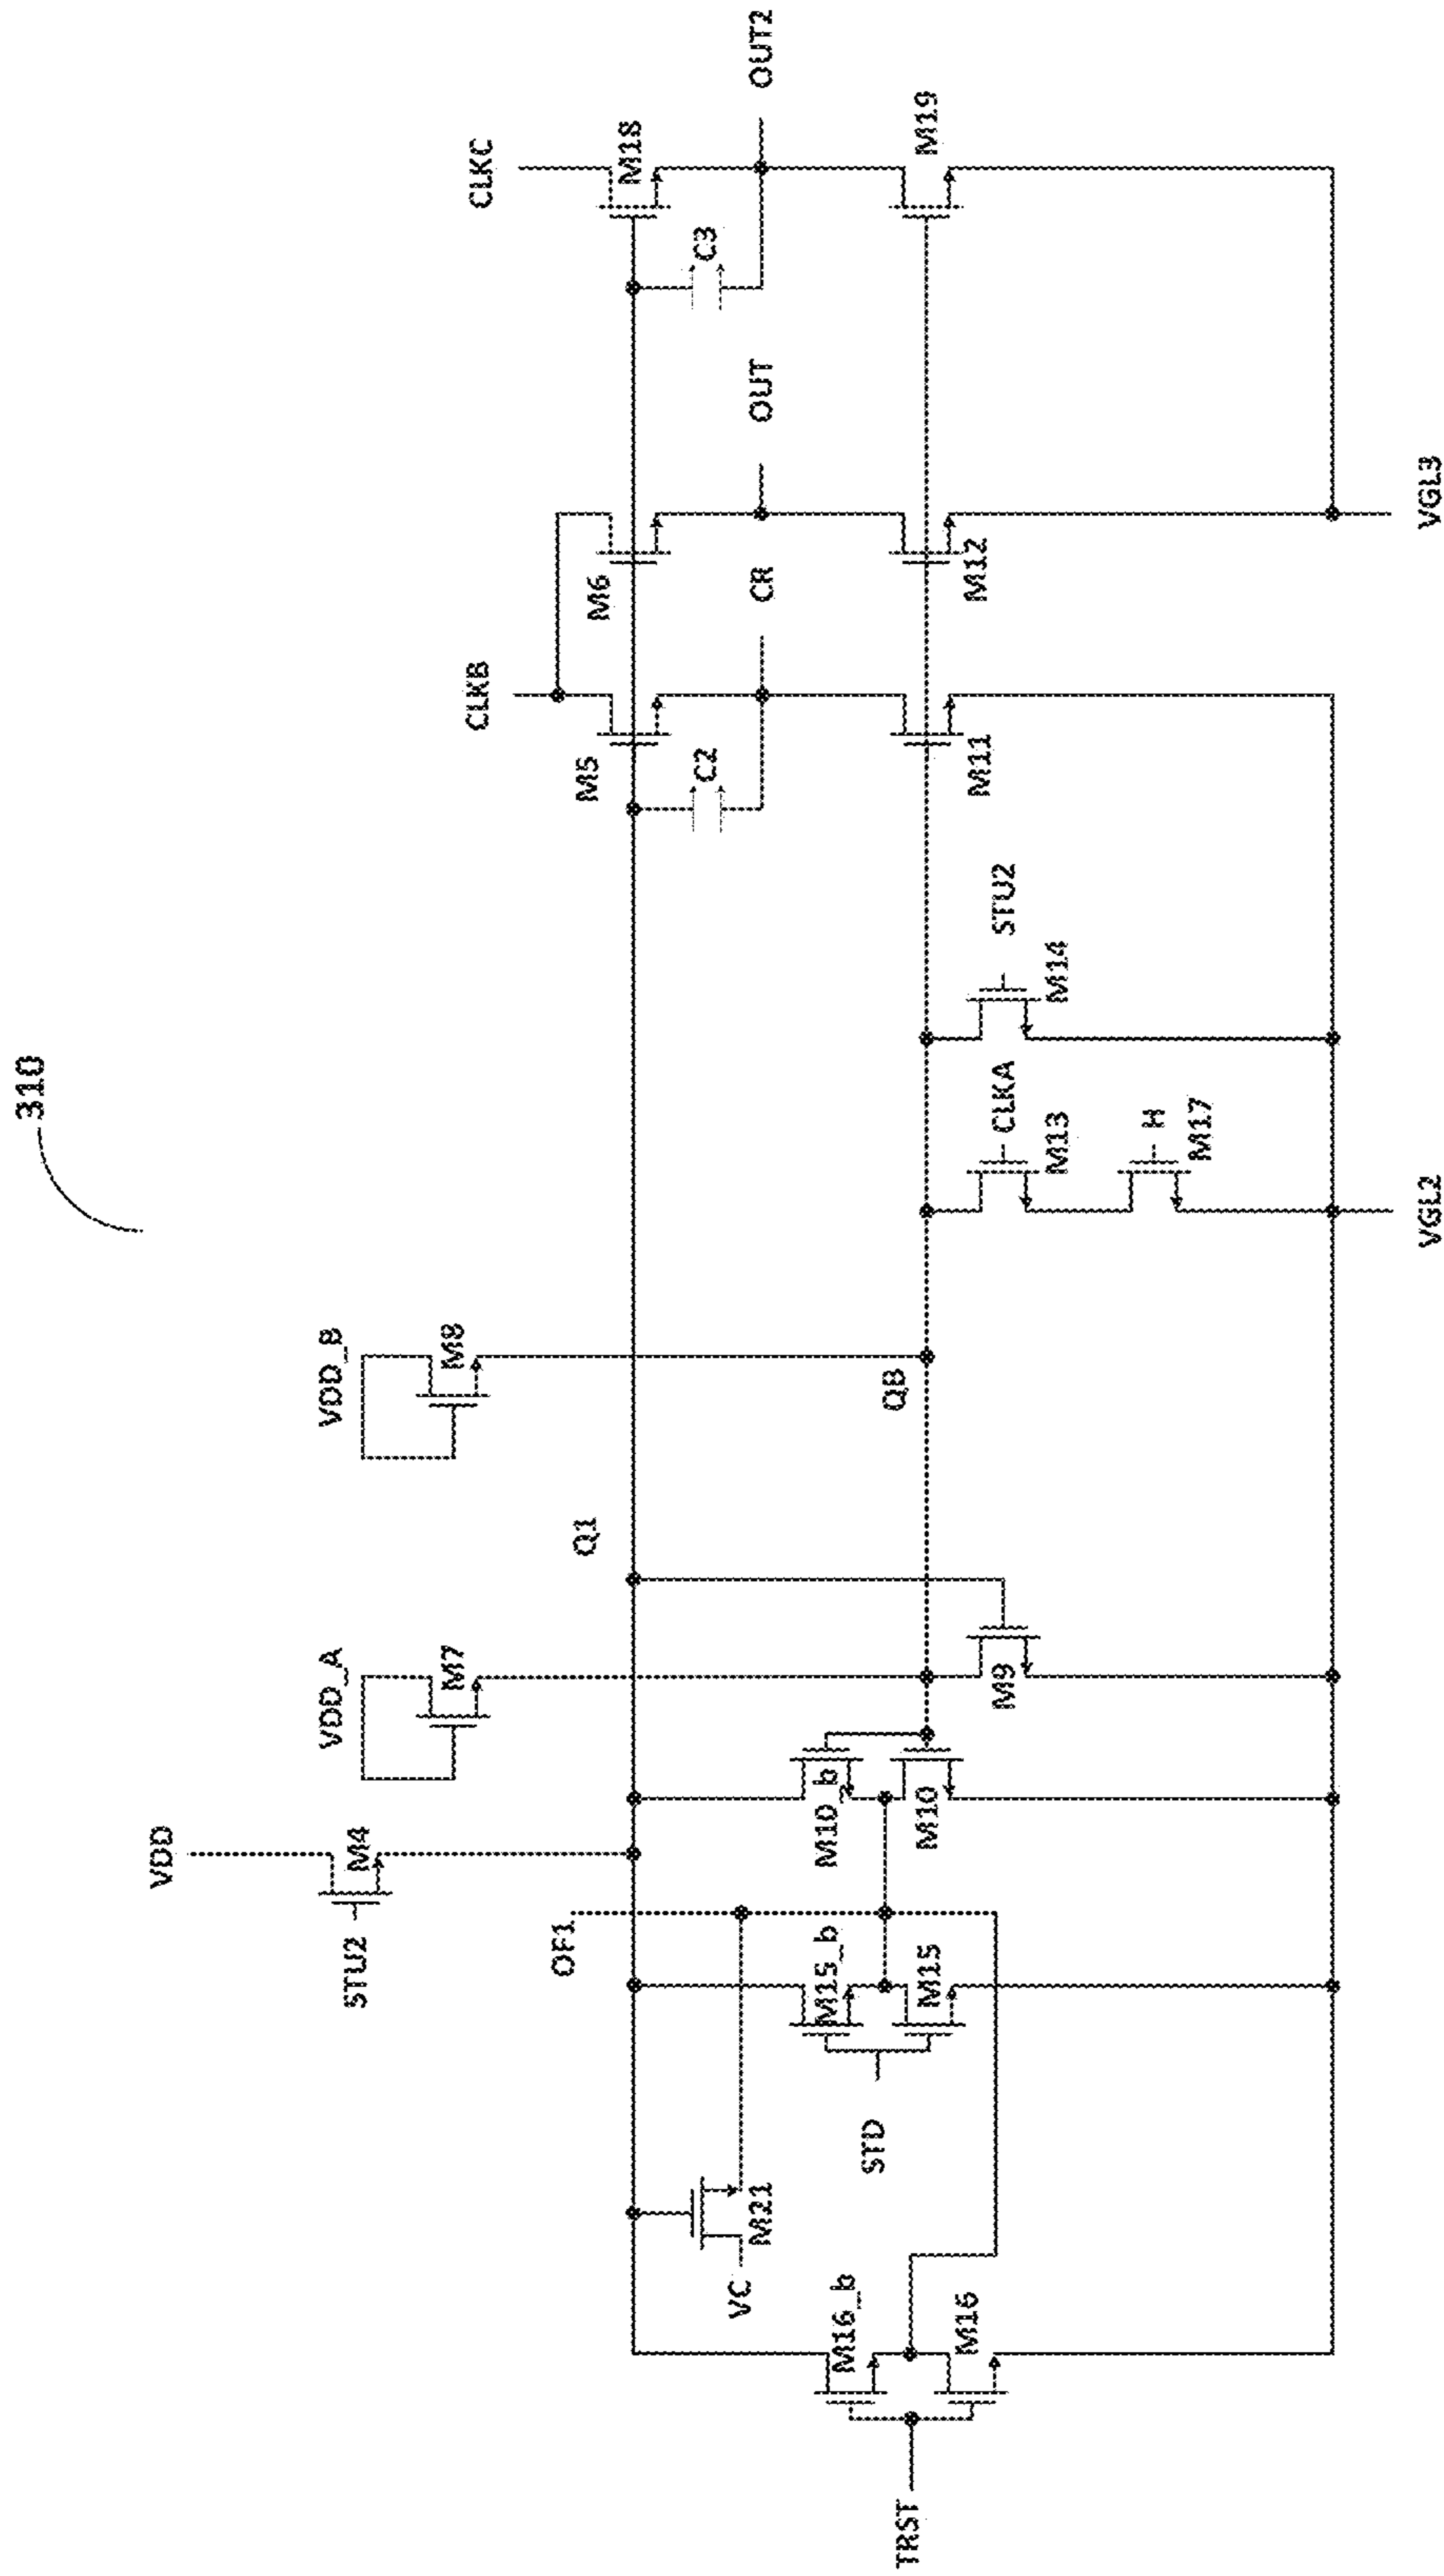 310
VDD
VDD_A
VDD_B
STU2
M4
M7
M8
CLKB
CLKC
OF1
Q1
M5
M6
M18
C2
C3
VC
M21
CR
OUT
OUT2
M16_b
M15_b
M10_b
QB
TRST
STD
M16
M15
M10
M9
CLKA
STU2
M13
M14
M11
M12
M19
H
M17
VGL2
VGL3